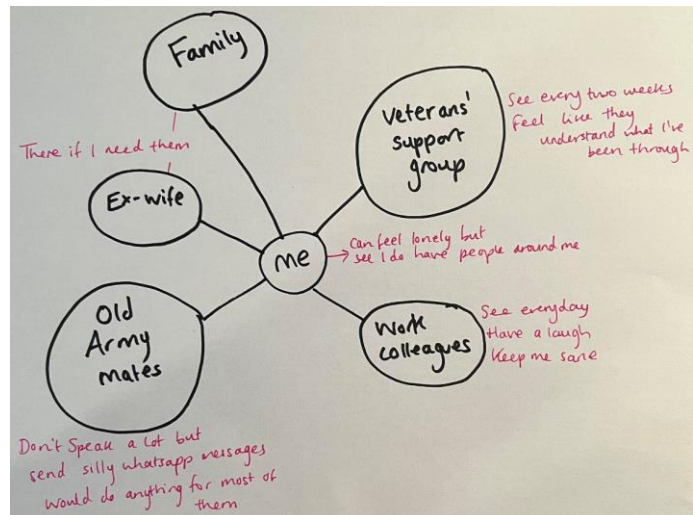 Family
There if I need them
Ex-wife
Veterans'
support
group
See every two weeks
Feel like they
understand what I've
been through
me
Can feel lonely but
see I do have people around me
Old
Army
mates
Don't Speak a lot but
send silly whatsapp messages
would do anything for most of
them
Work
colleagues
See everyday
Have a laugh
Keep me sane